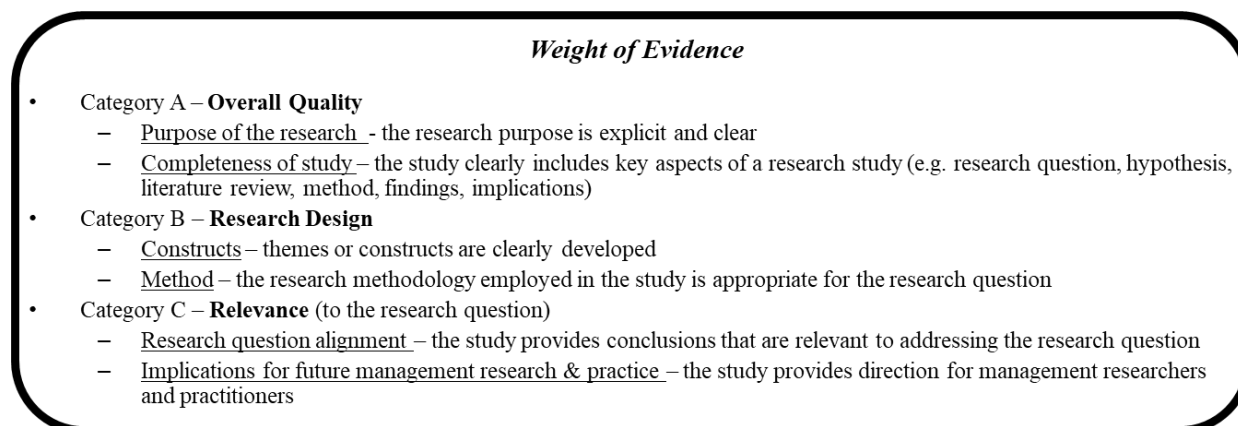 Weight of Evidence
• Category A – Overall Quality
– Purpose of the research - the research purpose is explicit and clear
– Completeness of study – the study clearly includes key aspects of a research study (e.g. research question, hypothesis,
literature review, method, findings, implications)
• Category B – Research Design
– Constructs – themes or constructs are clearly developed
– Method – the research methodology employed in the study is appropriate for the research question
• Category C – Relevance (to the research question)
– Research question alignment – the study provides conclusions that are relevant to addressing the research question
– Implications for future management research & practice – the study provides direction for management researchers
and practitioners